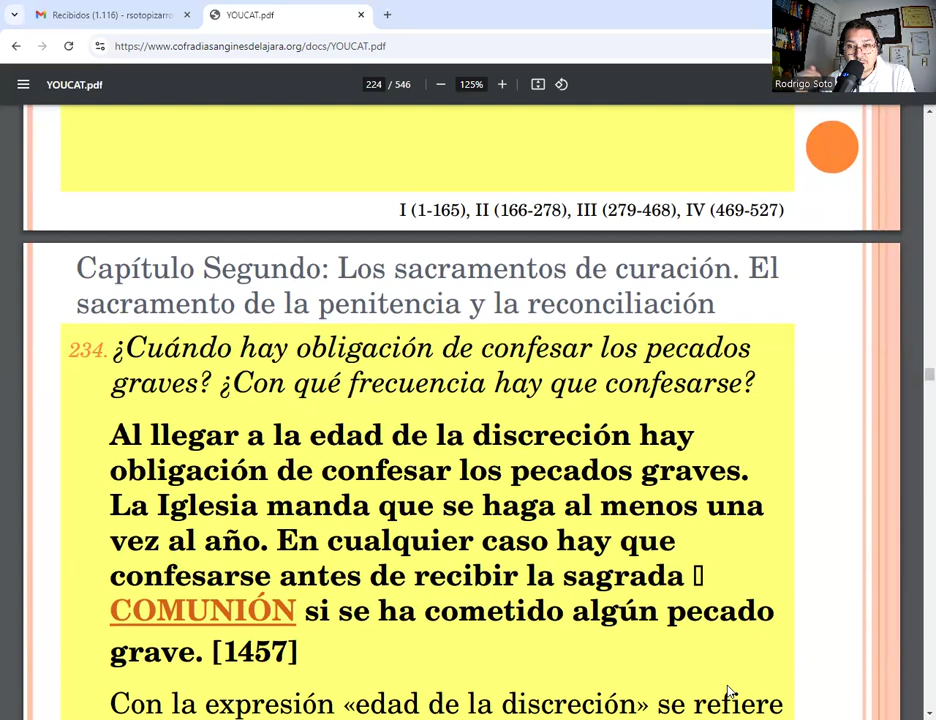 Recibidos (1.116) - rsotopizarro
YOUCAT.pdf
https://www.cofradiasanginesdelajara.org/docs/YOUCAT.pdf
YOUCAT.pdf
224 / 546
125%
Rodrigo Soto
I (1-165), II (166-278), III (279-468), IV (469-527)
Capítulo Segundo: Los sacramentos de curación. El
sacramento de la penitencia y la reconciliación
234. ¿Cuándo hay obligación de confesar los pecados
graves? ¿Con qué frecuencia hay que confesarse?
Al llegar a la edad de la discreción hay
obligación de confesar los pecados graves.
La Iglesia manda que se haga al menos una
vez al año. En cualquier caso hay que
confesarse antes de recibir la sagrada
COMUNIÓN si se ha cometido algún pecado
grave. [1457]
Con la expresión «edad de la discreción» se refiere